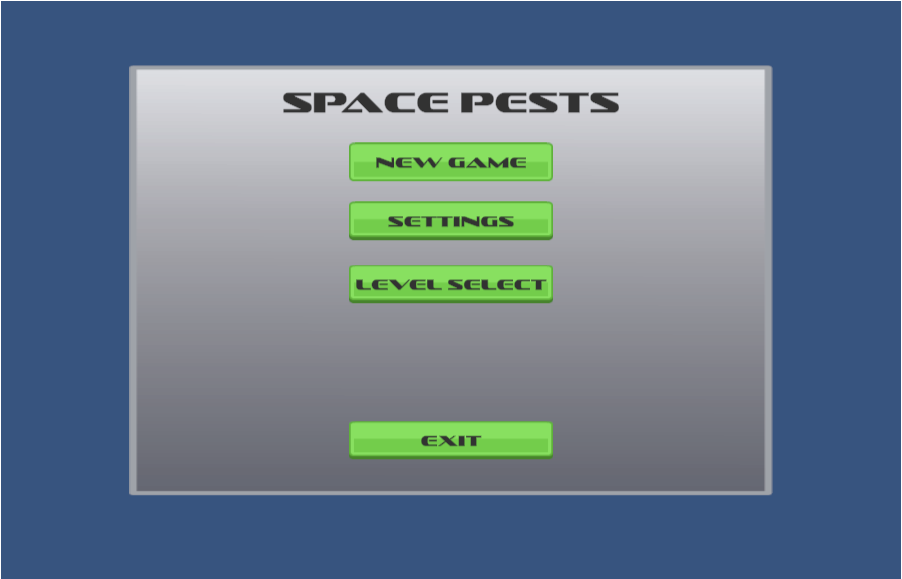 SPACE PESTS
NEW GAME
SETTINGS
LEVEL SELECT
EXIT